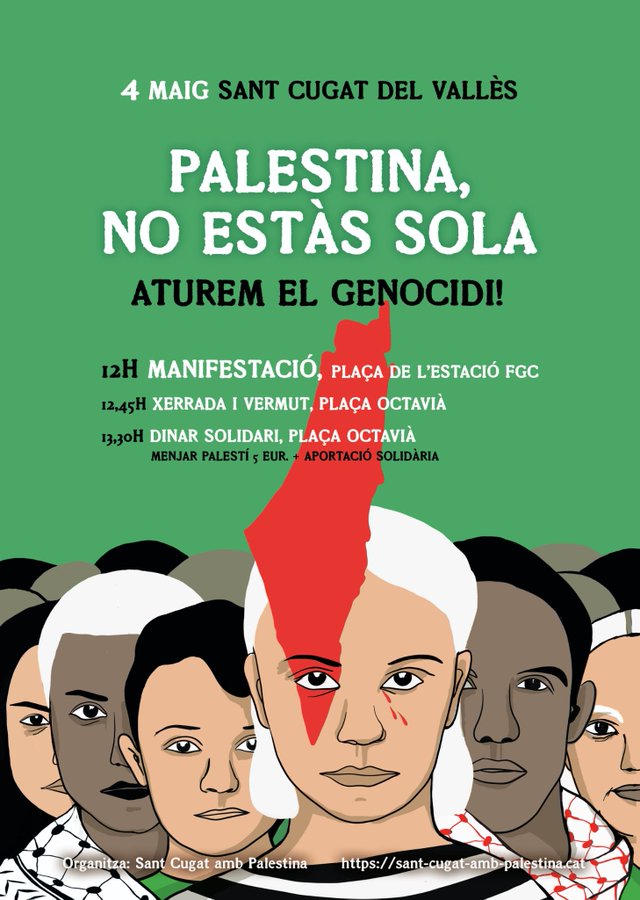 4 MAIG SANT CUGAT DEL VALLÈS
PALESTINA,
NO ESTÀS SOLA
ATUREM EL GENOCIDI!
12H MANIFESTACIÓ, PLAÇA DE L'ESTACIÓ FGC
12,45H XERRADA I VERMUT, PLAÇA OCTAVIÀ
13,30H DINAR SOLIDARI, PLAÇA OCTAVIÀ
MENJAR PALESTÍ 5 EUR. + APORTACIÓ SOLIDÀRIA
Organitza: Sant Cugat amb Palestina https://sant-cugat-amb-palestina.cat